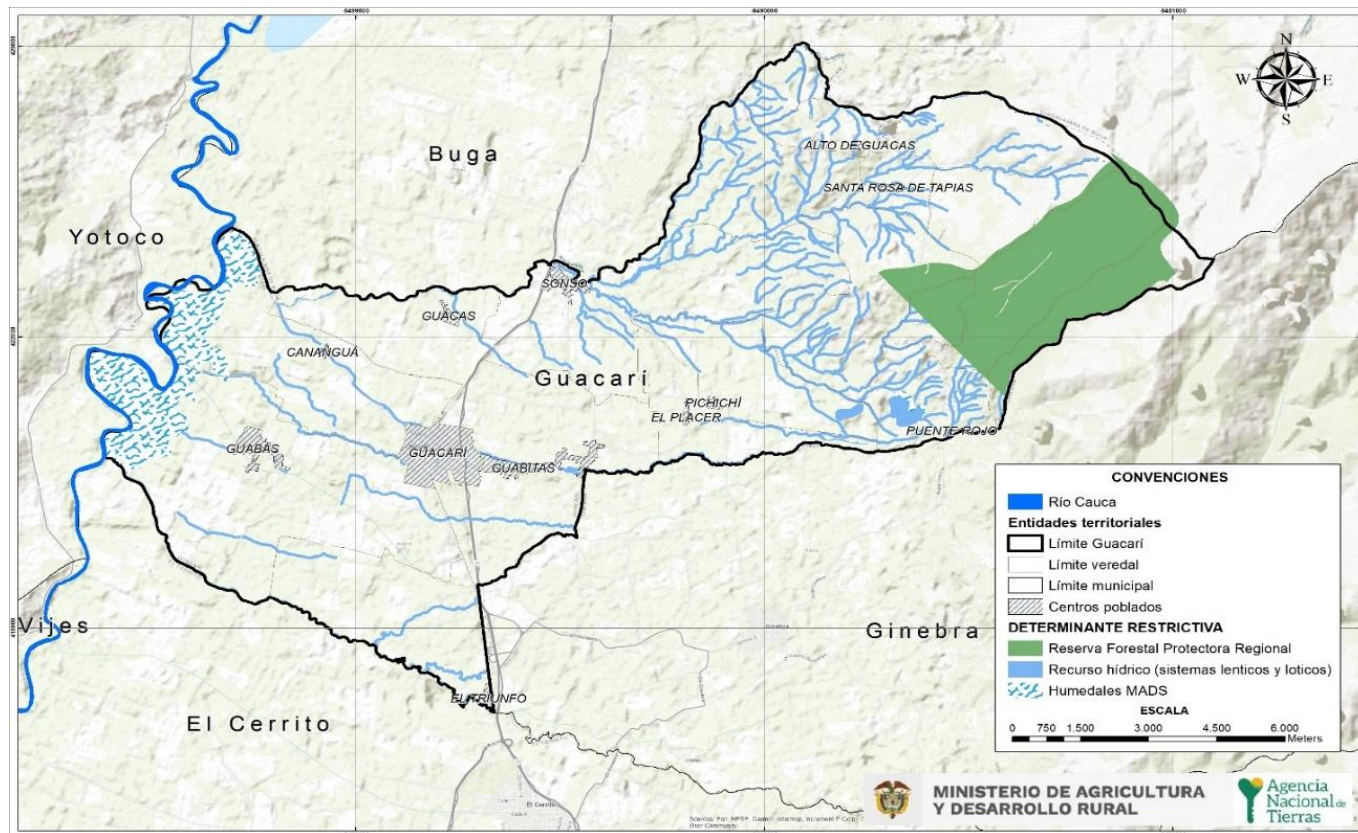 N
W E
S
Buga
ALTO DE GUACAS
SANTA ROSA DE TAPIAS
Yotoco
SONSO
GUACAS
CANANGUÁ
Guacarí
PICHICHÍ
EL PLACER
PUENTE ROJO
GUABAS
GUACARÍ
GUABITAS
Vijes
Ginebra
EL TRIUNFO
El Cerrito
El Cerrito
CONVENCIONES
Río Cauca
Entidades territoriales
Límite Guacarí
Límite veredal
Límite municipal
Centros poblados
DETERMINANTE RESTRICTIVA
Reserva Forestal Protectora Regional
Recurso hídrico (sistemas lenticos y loticos)
Humedales MADS
ESCALA
0 750 1.500 3.000 4.500 6.000
Meters
MINISTERIO DE AGRICULTURA
Y DESARROLLO RURAL
Agencia
Nacional de
Tierras